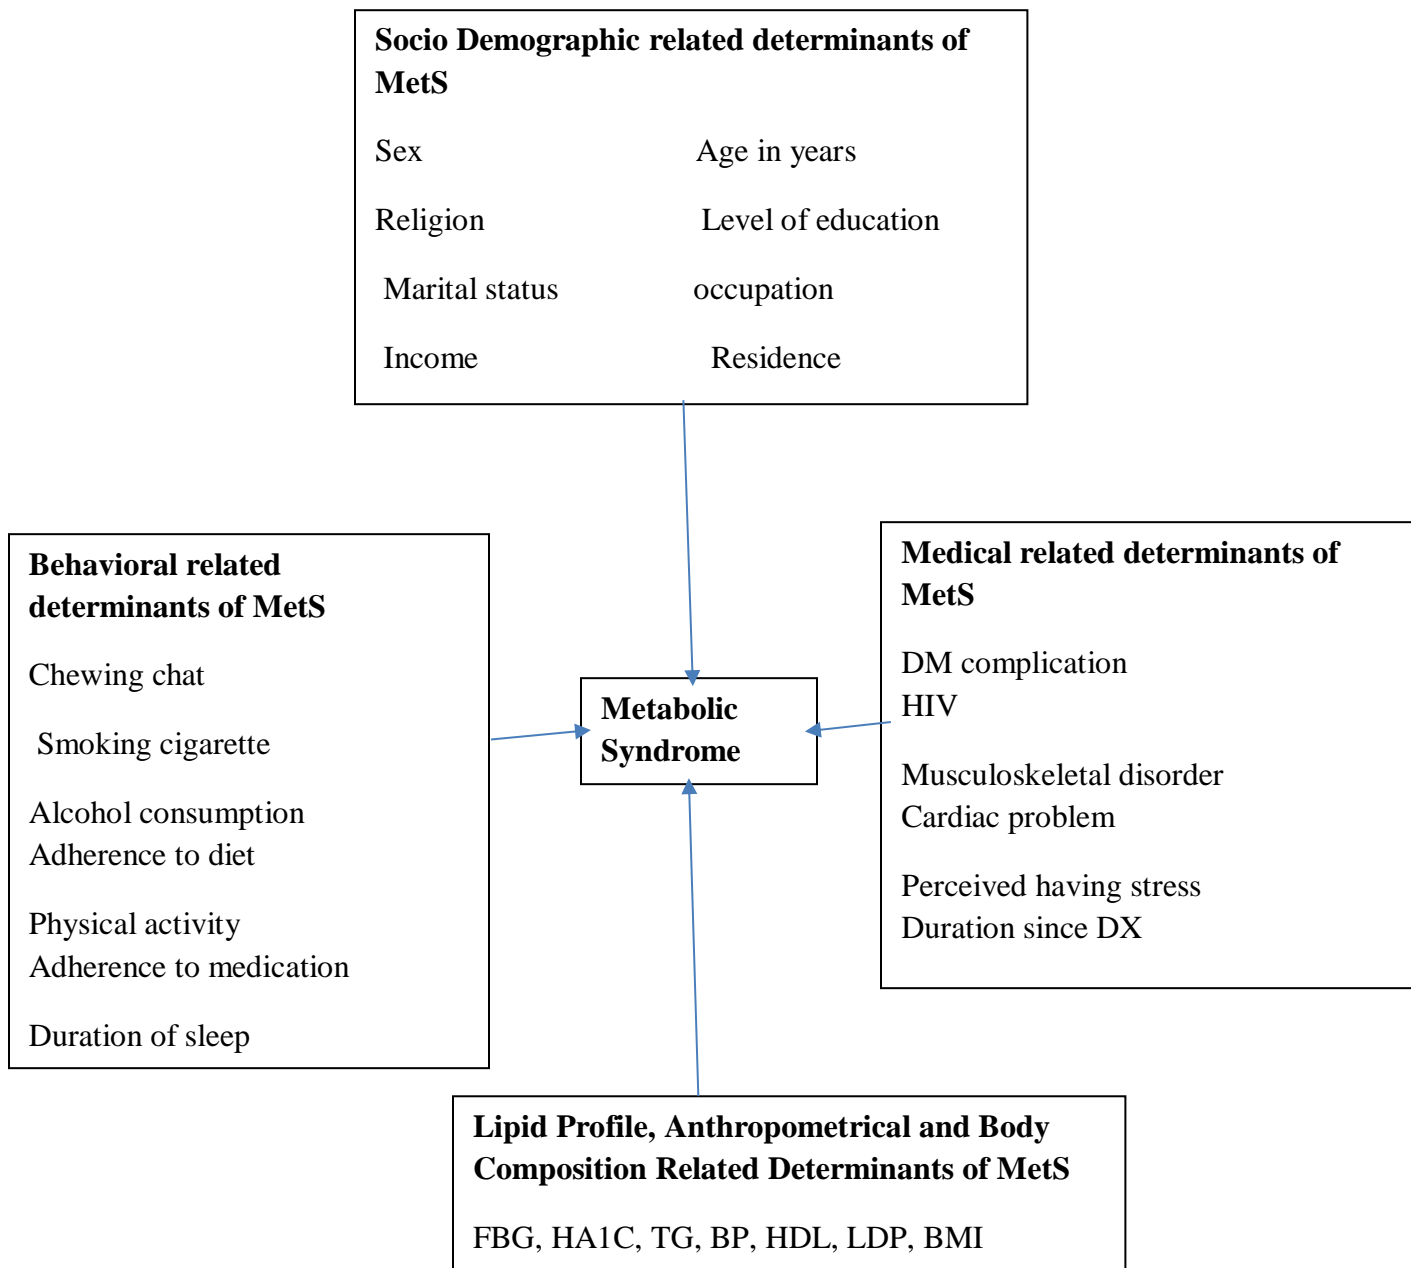 Socio Demographic related determinants of
MetS
Sex Age in years
Religion Level of education
Marital status occupation
Income Residence
Behavioral related
determinants of MetS
Chewing chat
Smoking cigarette
Alcohol consumption
Adherence to diet
Physical activity
Adherence to medication
Duration of sleep
Metabolic
Syndrome
Medical related determinants of
MetS
DM complication
HIV
Musculoskeletal disorder
Cardiac problem
Perceived having stress
Duration since DX
Lipid Profile, Anthropometrical and Body
Composition Related Determinants of MetS
FBG, HA1C, TG, BP, HDL, LDP, BMI